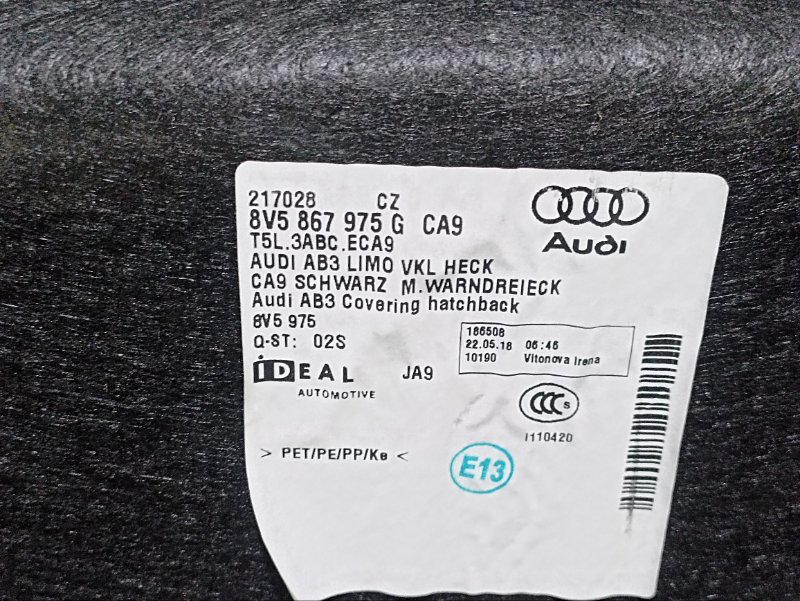 217028 CZ
8V5 867 975 G CA9
T5L.3ABC.ECA9
AUDI AB3 LIMO VKL HECK
CA9 SCHWARZ M.WARNDREIECK
Audi AB3 Covering hatchback
8V5 975
Q-ST: 02S
IDEAL JA9
AUTOMOTIVE
> PET/PE/PP/Ke <
Audi
186508
22.05.18 06:46
10190 Vitonova Irena
CCC S
I110420
E13